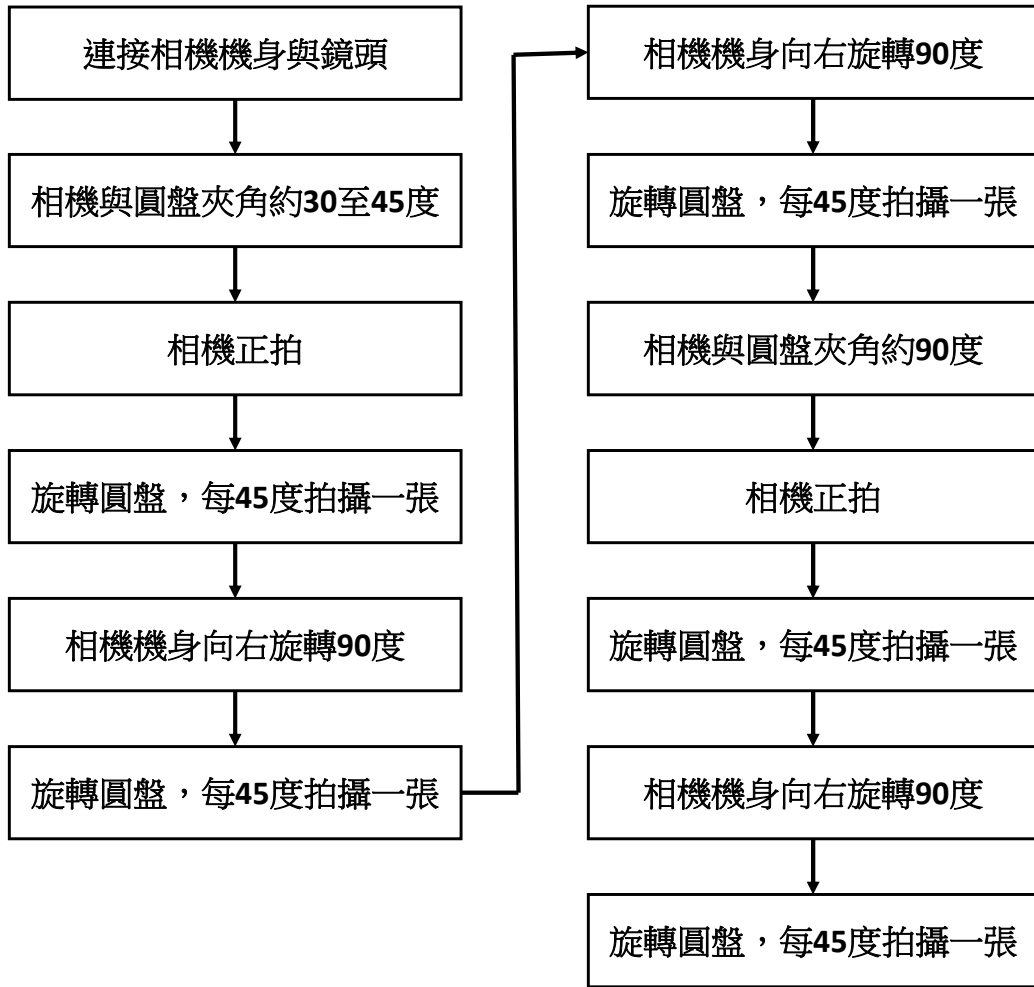 連接相機機身與鏡頭
相機與圓盤夾角約30至45度
相機正拍
旋轉圓盤，每45度拍攝一張
相機機身向右旋轉90度
旋轉圓盤，每45度拍攝一張
相機機身向右旋轉90度
旋轉圓盤，每45度拍攝一張
相機與圓盤夾角約90度
相機正拍
旋轉圓盤，每45度拍攝一張
相機機身向右旋轉90度
旋轉圓盤，每45度拍攝一張